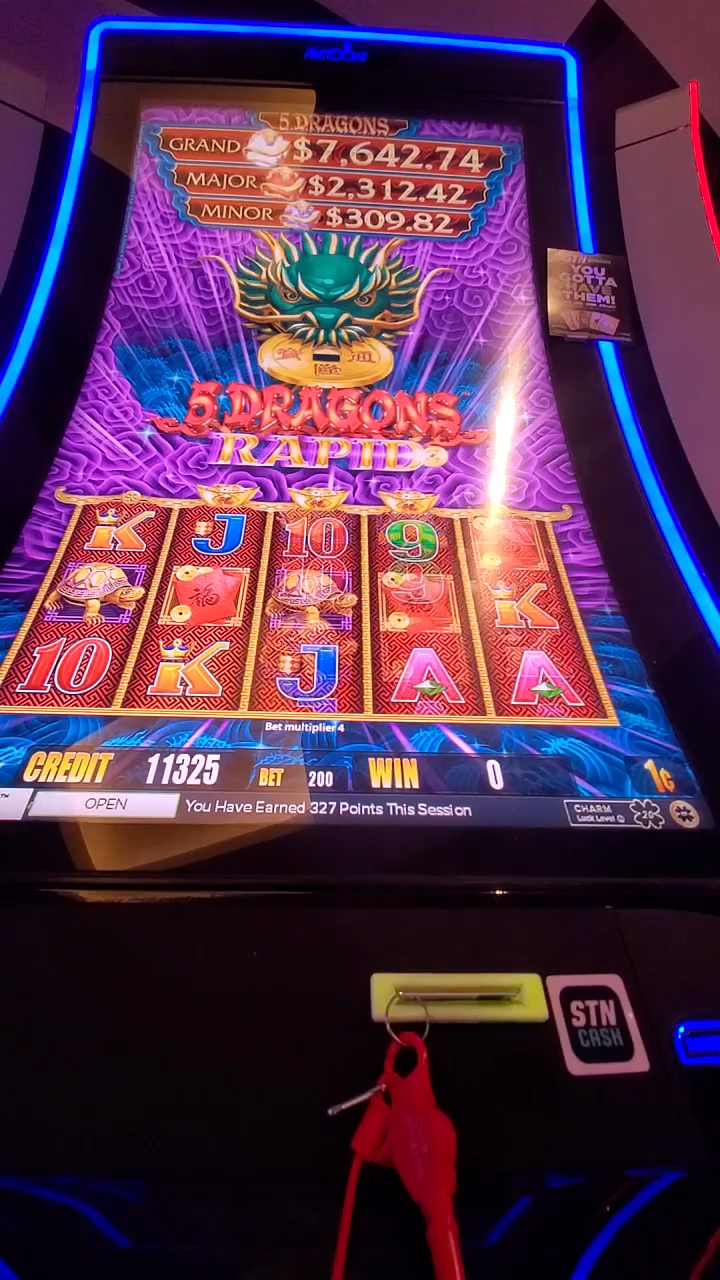 5 DRAGONS
GRAND $7,642.74
MAJOR $2,312.42
MINOR $309.82
YOU
GOTTA
HAVE
THEM!
5 DRAGONS
RAPID
K J 10 9
福 K
10 K J A A
Bet multiplier 4
CREDIT 11325 BET 200 WIN 0 1¢
OPEN You Have Earned 327 Points This Session CHARM
Luck Level 20
STN
CASH